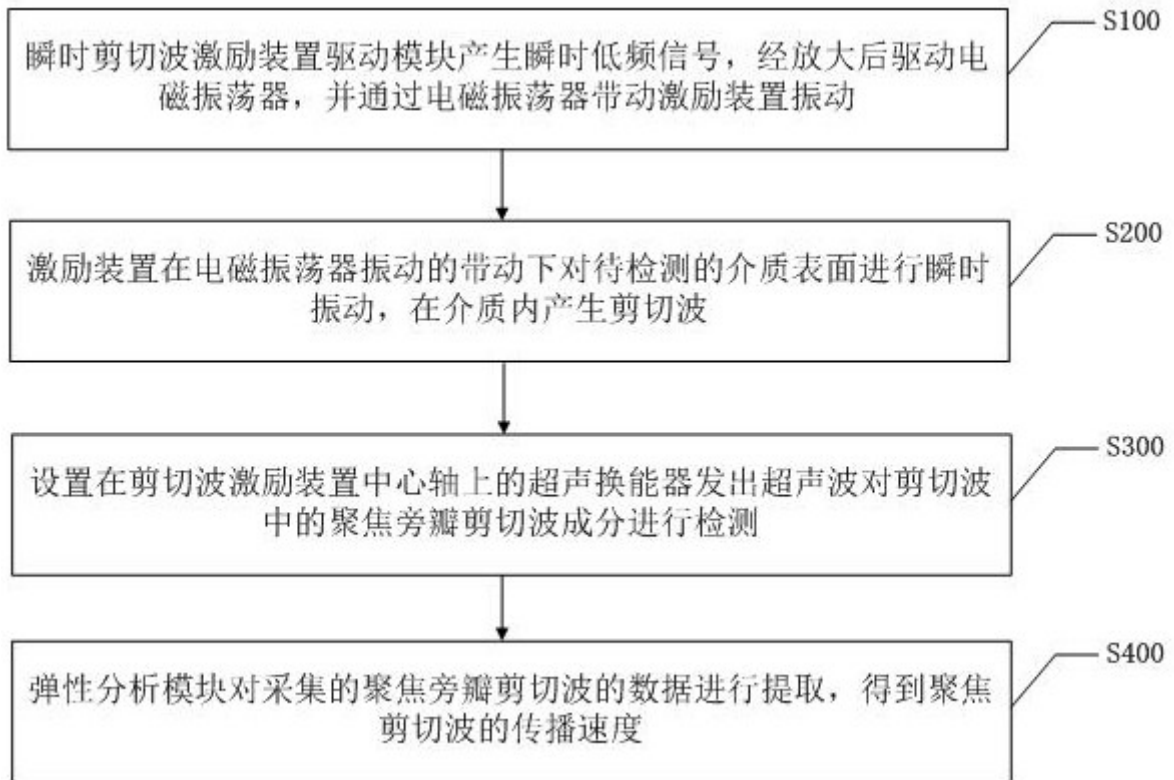 S100
瞬时剪切波激励装置驱动模块产生瞬时低频信号，经放大后驱动电
磁振荡器，并通过电磁振荡器带动激励装置振动
S200
激励装置在电磁振荡器振动的带动下对待检测的介质表面进行瞬时
振动，在介质内产生剪切波
S300
设置在剪切波激励装置中心轴上的超声换能器发出超声波对剪切波
中的聚焦旁瓣剪切波成分进行检测
S400
弹性分析模块对采集的聚焦旁瓣剪切波的数据进行提取，得到聚焦
剪切波的传播速度